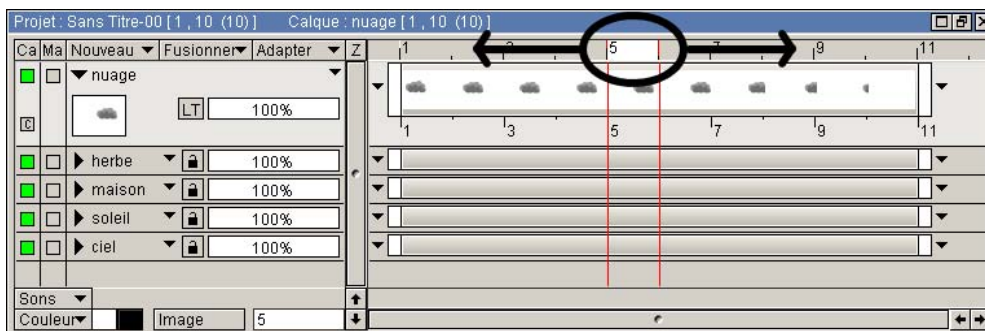 Projet : Sans Titre-00 [ 1 , 10 (10) ] Calque : nuage [ 1 , 10 (10) ]
Ca Ma Nouveau Fusionner Adapter Z 1 3 5 7 9 11
nuage
LT 100%
C
1 3 5 7 9 11
herbe 100%
maison 100%
soleil 100%
ciel 100%
Sons
Couleur Image 5